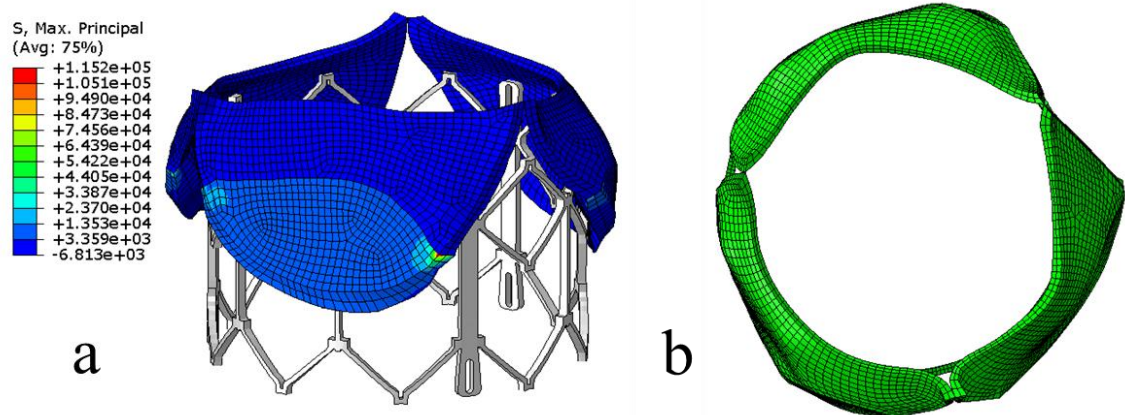 S, Max. Principal
(Avg: 75%)
+1.152e+05
+1.051e+05
+9.490e+04
+8.473e+04
+7.456e+04
+6.439e+04
+5.422e+04
+4.405e+04
+3.387e+04
+2.370e+04
+1.353e+04
+3.359e+03
-6.813e+03
a
b